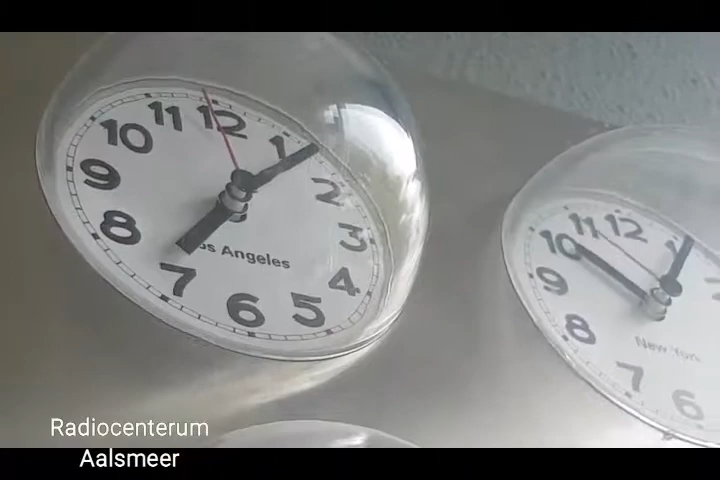 11 12 1
10 2
9 3
8 4
7 6 5
Los Angeles
11 12
10
9
8
7 6
New York
Radiocenterum
Aalsmeer